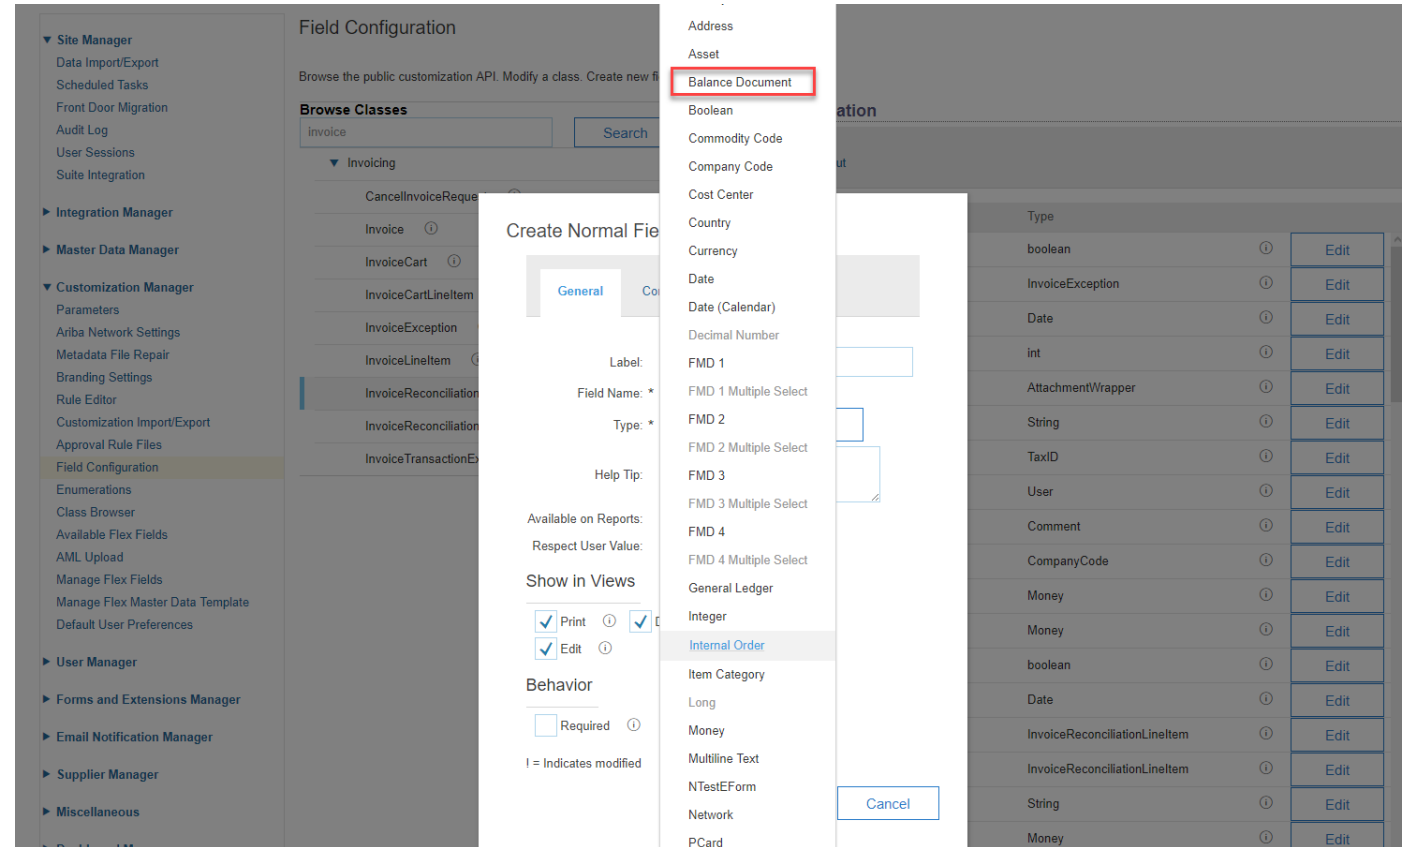 Site Manager
Data Import/Export
Scheduled Tasks
Front Door Migration
Audit Log
User Sessions
Suite Integration
Integration Manager
Master Data Manager
Customization Manager
Parameters
Ariba Network Settings
Metadata File Repair
Branding Settings
Rule Editor
Customization Import/Export
Approval Rule Files
Field Configuration
Enumerations
Class Browser
Available Flex Fields
AML Upload
Manage Flex Fields
Manage Flex Master Data Template
Default User Preferences
User Manager
Forms and Extensions Manager
Email Notification Manager
Supplier Manager
Miscellaneous
Field Configuration
Browse the public customization API. Modify a class. Create new
Browse Classes
invoice
Search
Invoicing
CancelInvoiceReque
Invoice
InvoiceCart
InvoiceCartLineItem
InvoiceException
InvoiceLineItem
InvoiceReconciliation
InvoiceReconciliation
InvoiceTransactionEx
Create Normal Fie
General
Label:
Field Name: *
Type: *
Help Tip:
Available on Reports:
Respect User Value:
Show in Views
Print
Edit
Behavior
Required
! = Indicates modified
Cancel
Address
Asset
Balance Document
Boolean
Commodity Code
Company Code
Cost Center
Country
Currency
Date
Date (Calendar)
Decimal Number
FMD 1
FMD 1 Multiple Select
FMD 2
FMD 2 Multiple Select
FMD 3
FMD 3 Multiple Select
FMD 4
FMD 4 Multiple Select
General Ledger
Integer
Internal Order
Item Category
Long
Money
Multiline Text
NTestEForm
Network
PCard
ation
ut
Type
boolean Edit
InvoiceException Edit
Date Edit
int Edit
AttachmentWrapper Edit
String Edit
TaxID Edit
User Edit
Comment Edit
CompanyCode Edit
Money Edit
Money Edit
boolean Edit
Date Edit
InvoiceReconciliationLineItem Edit
InvoiceReconciliationLineItem Edit
String Edit
Money Edit